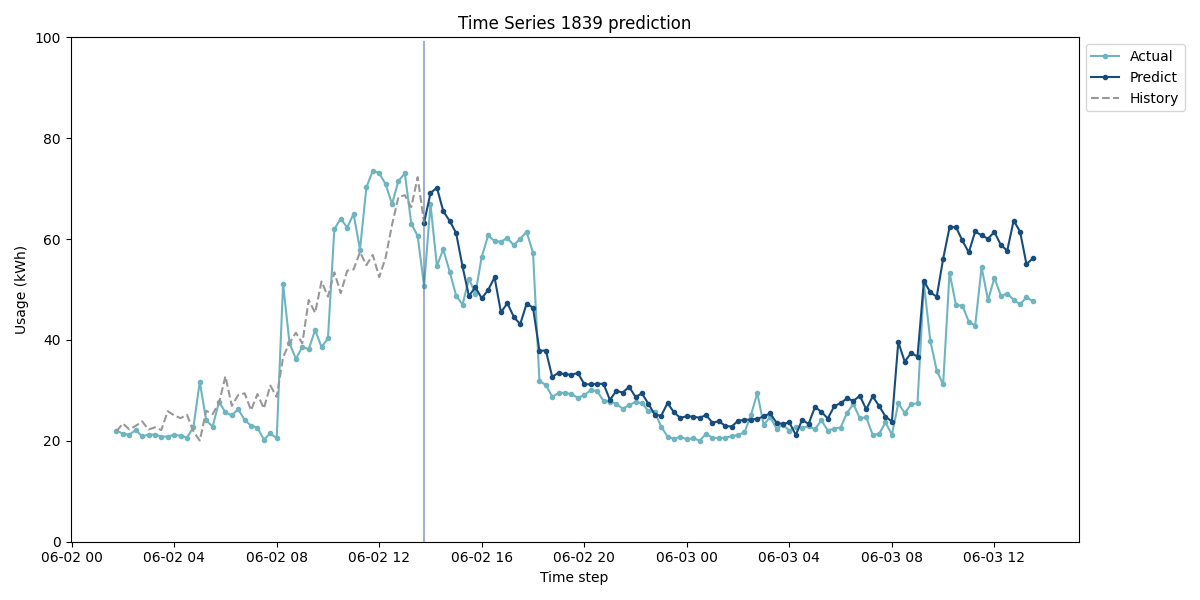 Time Series 1839 prediction
Actual
Predict
History
Usage (kWh)
100
80
60
40
20
0
06-02 00 06-02 04 06-02 08 06-02 12 06-02 16 06-02 20 06-03 00 06-03 04 06-03 08 06-03 12
Time step